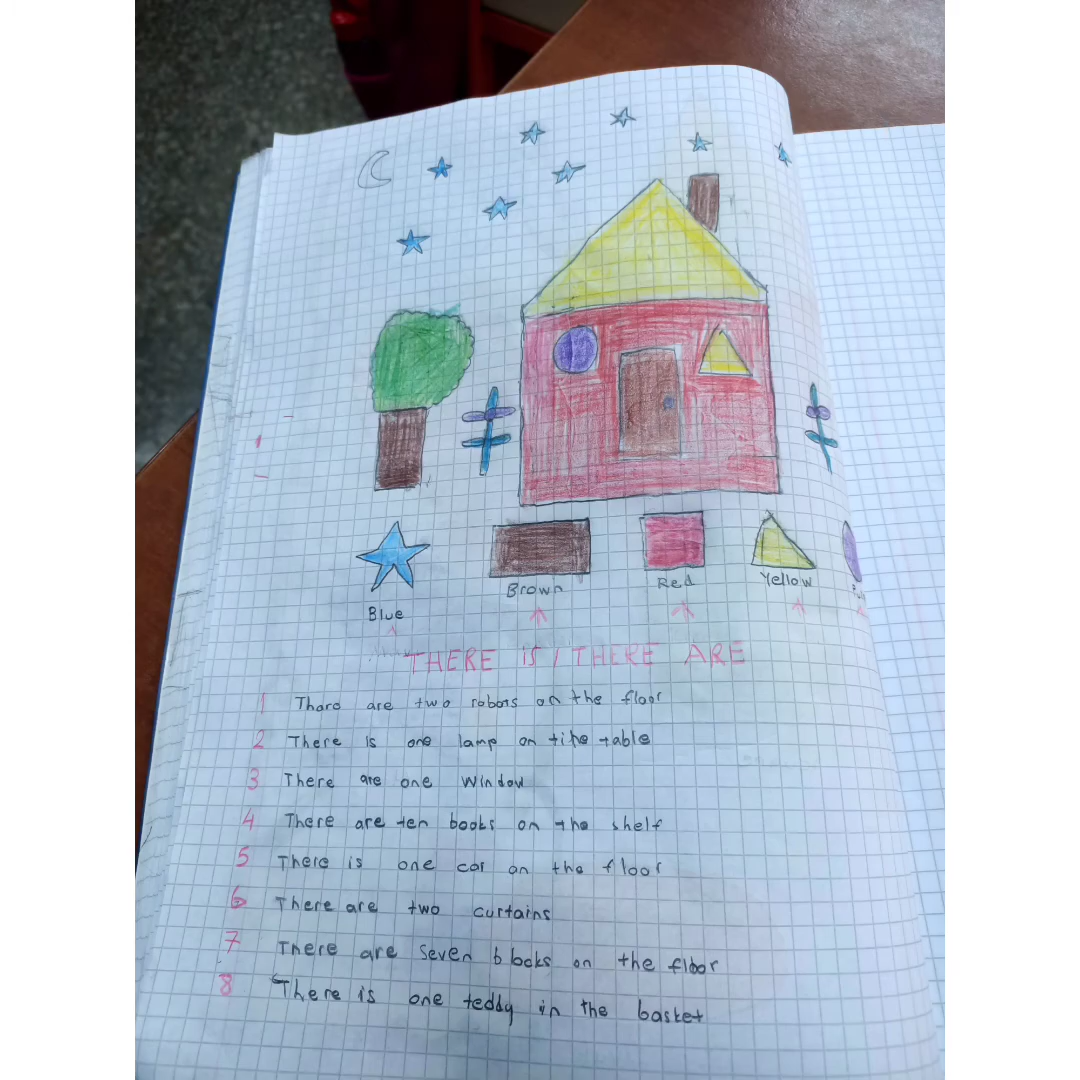 Blue
Brown
Red
Yellow
THERE IS / THERE ARE
1 Thoro are two robots on the floor
2 There is one lamp on tihe table
3 There are one window
4 There are ten books on the shelf
5 There is one car on the floor
6 There are two curtains
7 There are seven blocks on the floor
8 There is one teddy in the basket